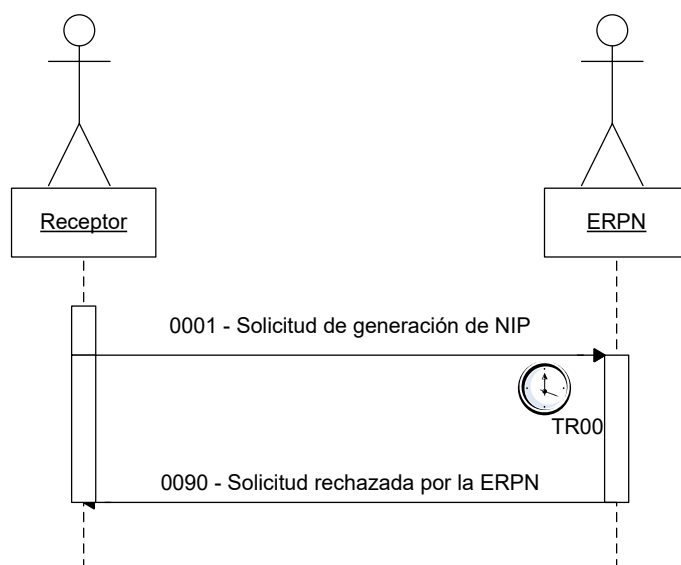 Receptor
ERPN
0001 - Solicitud de generación de NIP
TR00
0090 - Solicitud rechazada por la ERPN